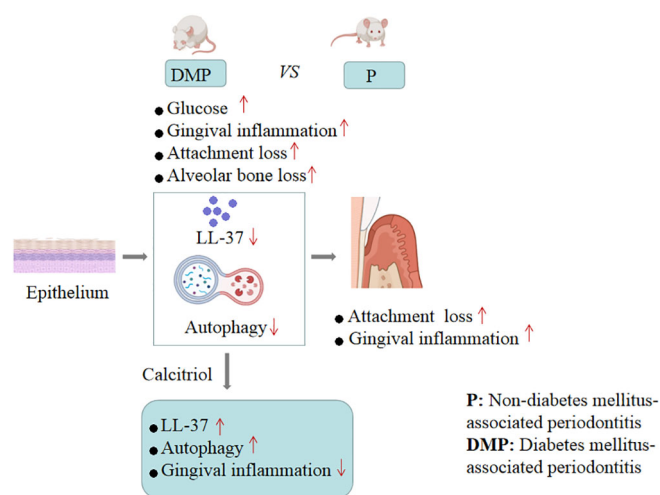 DMP VS P
● Glucose ↑
● Gingival inflammation ↑
● Attachment loss ↑
● Alveolar bone loss ↑
LL-37 ↓
Epithelium
Autophagy ↓
● Attachment loss ↑
● Gingival inflammation ↑
Calcitriol
● LL-37 ↑
● Autophagy ↑
● Gingival inflammation ↓
P: Non-diabetes mellitus-
associated periodontitis
DMP: Diabetes mellitus-
associated periodontitis